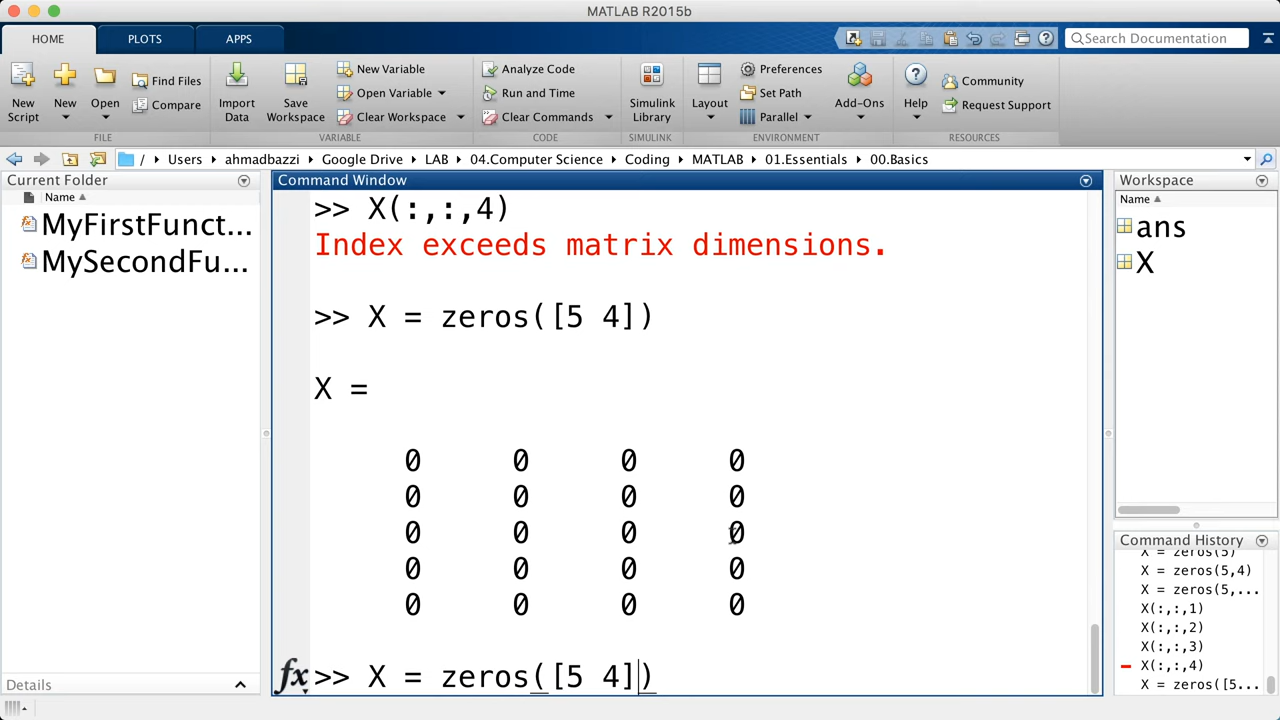 MATLAB R2015b
HOME PLOTS APPS
Search Documentation
New Script
New
Open
Find Files
Compare
Import Data
Save Workspace
New Variable
Open Variable
Clear Workspace
Analyze Code
Run and Time
Clear Commands
Simulink Library
Layout
Preferences
Set Path
Parallel
Add-Ons
Help
Community
Request Support
FILE VARIABLE CODE SIMULINK ENVIRONMENT RESOURCES
/ ▸ Users ▸ ahmadbazzi ▸ Google Drive ▸ LAB ▸ 04.Computer Science ▸ Coding ▸ MATLAB ▸ 01.Essentials ▸ 00.Basics
Current Folder
Name
MyFirstFunct...
MySecondFu...
Details
Command Window
>> X(:,:,4)
Index exceeds matrix dimensions.
>> X = zeros([5 4])
X =
0 0 0 0
0 0 0 0
0 0 0 0
0 0 0 0
0 0 0 0
fx >> X = zeros([5 4])
Workspace
Name
ans
X
Command History
X = zeros(5)
X = zeros(5,4)
X = zeros(5,...
X(:,:,1)
X(:,:,2)
X(:,:,3)
X(:,:,4)
X = zeros([5...